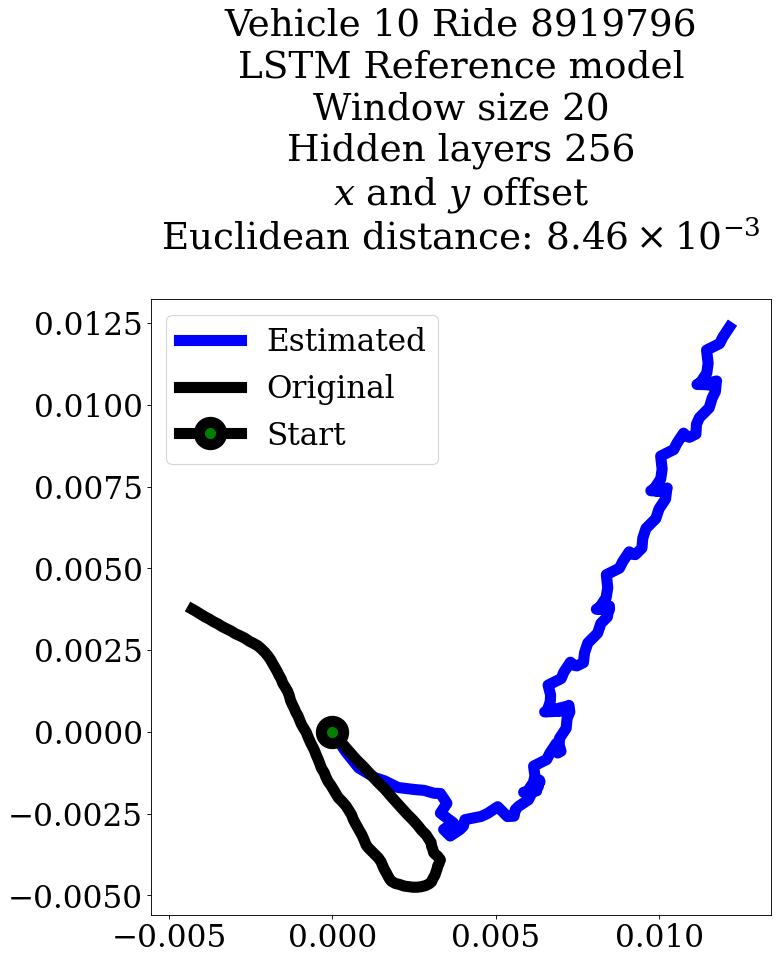 Vehicle 10 Ride 8919796
LSTM Reference model
Window size 20
Hidden layers 256
x and y offset
Euclidean distance: 8.46 × 10⁻³
Estimated
Original
Start
0.0125
0.0100
0.0075
0.0050
0.0025
0.0000
−0.0025
−0.0050
−0.005
0.000
0.005
0.010